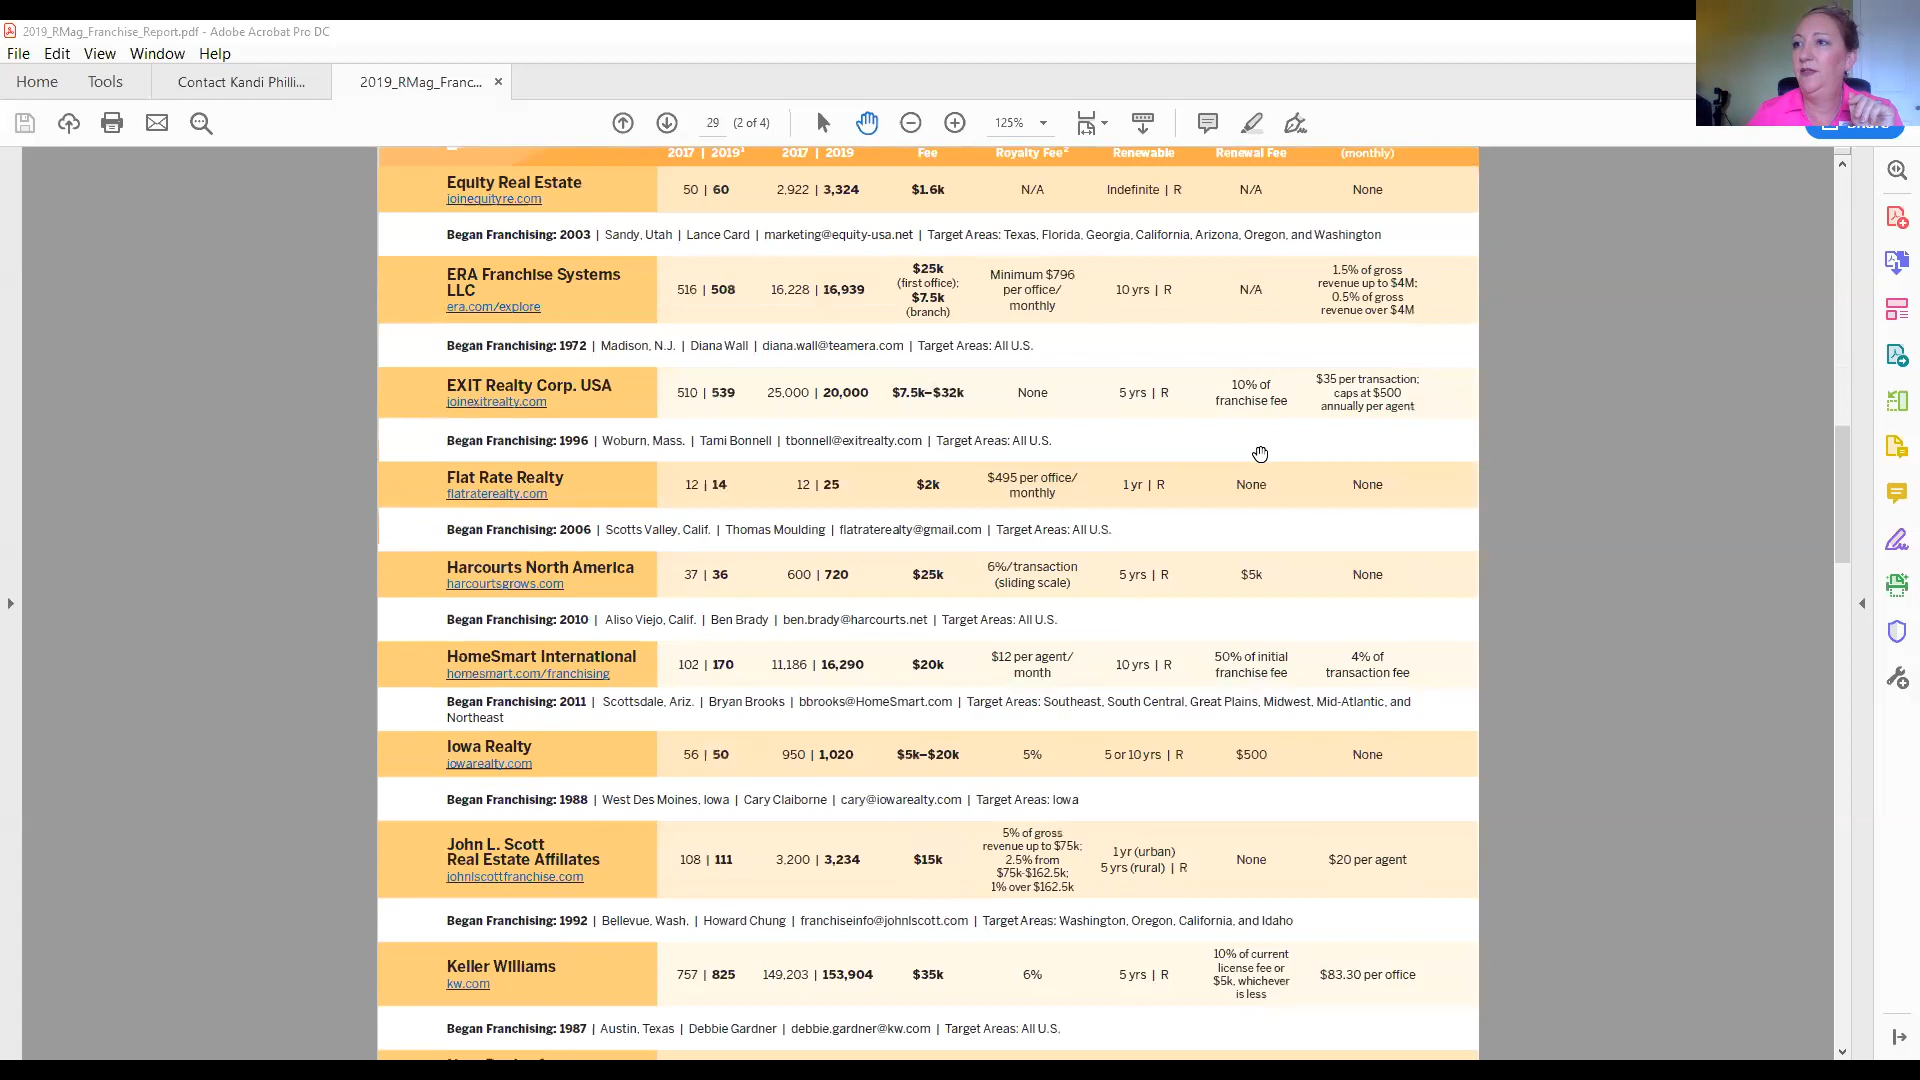 2019_RMag_Franchise_Report.pdf - Adobe Acrobat Pro DC
File Edit View Window Help
Home Tools Contact Kandi Philli... 2019_RMag_Franc... ×
29 (2 of 4) 125%
2017 | 2019¹ 2017 | 2019 Fee Royalty Fee² Renewable Renewal Fee (monthly)
Equity Real Estate
joinequityre.com
50 | 60 2,922 | 3,324 $1.6k N/A Indefinite | R N/A None
Began Franchising: 2003 | Sandy, Utah | Lance Card | marketing@equity-usa.net | Target Areas: Texas, Florida, Georgia, California, Arizona, Oregon, and Washington
ERA Franchise Systems
LLC
era.com/explore
516 | 508 16,228 | 16,939
$25k
(first office);
$7.5k
(branch)
Minimum $796
per office/
monthly
10 yrs | R N/A
1.5% of gross
revenue up to $4M;
0.5% of gross
revenue over $4M
Began Franchising: 1972 | Madison, N.J. | Diana Wall | diana.wall@teamera.com | Target Areas: All U.S.
EXIT Realty Corp. USA
joinexitrealty.com
510 | 539 25,000 | 20,000 $7.5k–$32k None 5 yrs | R
10% of
franchise fee
$35 per transaction;
caps at $500
annually per agent
Began Franchising: 1996 | Woburn, Mass. | Tami Bonnell | tbonnell@exitrealty.com | Target Areas: All U.S.
Flat Rate Realty
flatraterealty.com
12 | 14 12 | 25 $2k
$495 per office/
monthly
1 yr | R None None
Began Franchising: 2006 | Scotts Valley, Calif. | Thomas Moulding | flatraterealty@gmail.com | Target Areas: All U.S.
Harcourts North America
harcourtsgrows.com
37 | 36 600 | 720 $25k
6%/transaction
(sliding scale)
5 yrs | R $5k None
Began Franchising: 2010 | Aliso Viejo, Calif. | Ben Brady | ben.brady@harcourts.net | Target Areas: All U.S.
HomeSmart International
homesmart.com/franchising
102 | 170 11,186 | 16,290 $20k
$12 per agent/
month
10 yrs | R
50% of initial
franchise fee
4% of
transaction fee
Began Franchising: 2011 | Scottsdale, Ariz. | Bryan Brooks | bbrooks@HomeSmart.com | Target Areas: Southeast, South Central, Great Plains, Midwest, Mid-Atlantic, and
Northeast
Iowa Realty
iowarealty.com
56 | 50 950 | 1,020 $5k–$20k 5% 5 or 10 yrs | R $500 None
Began Franchising: 1988 | West Des Moines, Iowa | Cary Claiborne | cary@iowarealty.com | Target Areas: Iowa
John L. Scott
Real Estate Affiliates
johnlscottfranchise.com
108 | 111 3,200 | 3,234 $15k
5% of gross
revenue up to $75k;
2.5% from
$75k-$162.5k;
1% over $162.5k
1 yr (urban)
5 yrs (rural) | R
None $20 per agent
Began Franchising: 1992 | Bellevue, Wash. | Howard Chung | franchiseinfo@johnlscott.com | Target Areas: Washington, Oregon, California, and Idaho
Keller Williams
kw.com
757 | 825 149,203 | 153,904 $35k 6% 5 yrs | R
10% of current
license fee or
$5k, whichever
is less
$83.30 per office
Began Franchising: 1987 | Austin, Texas | Debbie Gardner | debbie.gardner@kw.com | Target Areas: All U.S.